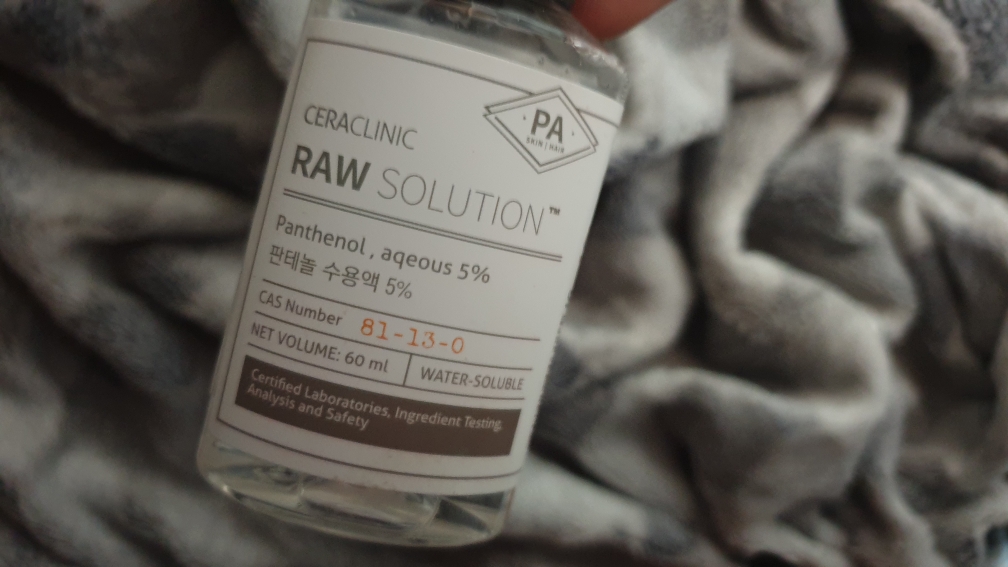 PA
SKIN | HAIR
CERACLINIC
RAW SOLUTION™
Panthenol , aqeous 5%
판테놀 수용액 5%
CAS Number 81-13-0
NET VOLUME: 60 ml
WATER-SOLUBLE
Certified Laboratories, Ingredient Testing,
Analysis and Safety